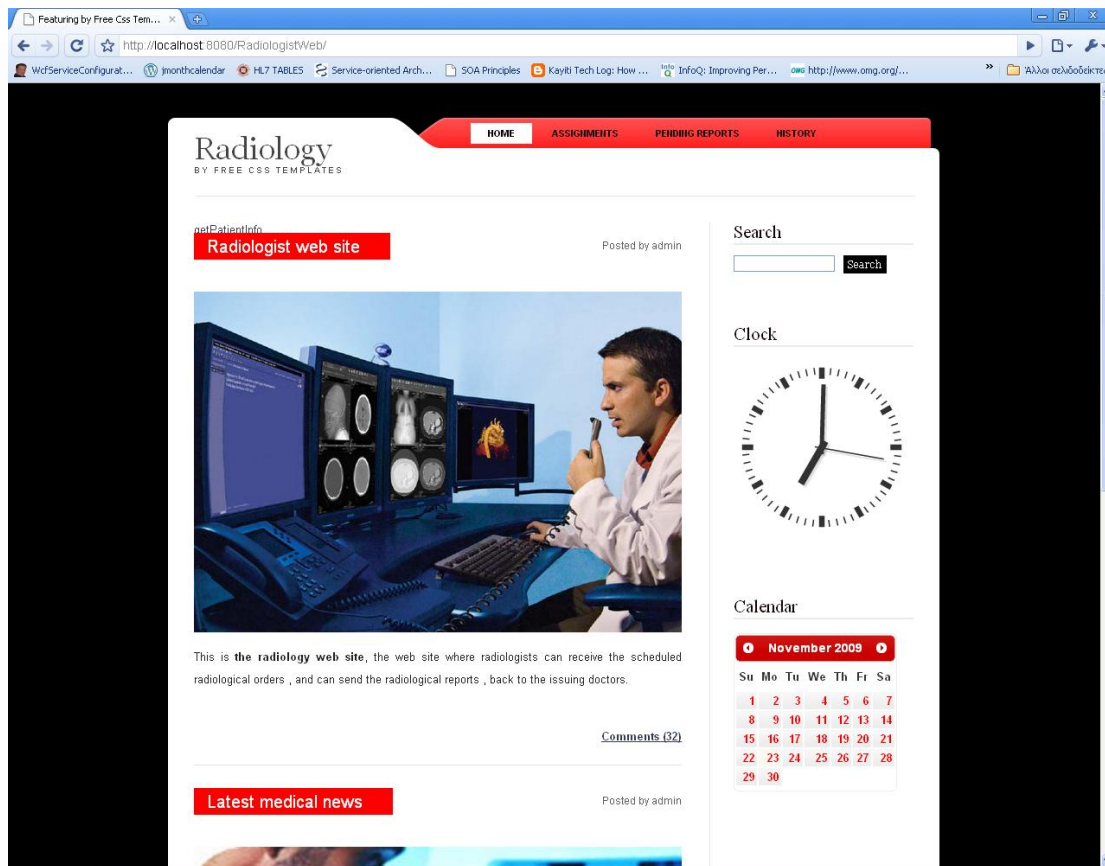 Featuring by Free Css Tem...
http://localhost:8080/RadiologistWeb/
WcfServiceConfigurat... jmonthcalendar HL7 TABLES Service-oriented Arch... SOA Principles Kayiti Tech Log: How ... InfoQ: Improving Per... http://www.omg.org/... » Άλλοι σελιδοδείκτες
HOME ASSIGNMENTS PENDING REPORTS HISTORY
Radiology
BY FREE CSS TEMPLATES
getPatientInfo
Radiologist web site
Posted by admin
This is the radiology web site, the web site where radiologists can receive the scheduled
radiological orders , and can send the radiological reports , back to the issuing doctors.
Comments (32)
Latest medical news
Posted by admin
Search
Search
Clock
Calendar
November 2009
Su Mo Tu We Th Fr Sa
1 2 3 4 5 6 7
8 9 10 11 12 13 14
15 16 17 18 19 20 21
22 23 24 25 26 27 28
29 30